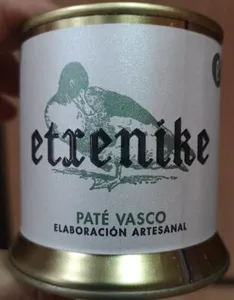 etxenike
PATÉ VASCO
ELABORACIÓN ARTESANAL